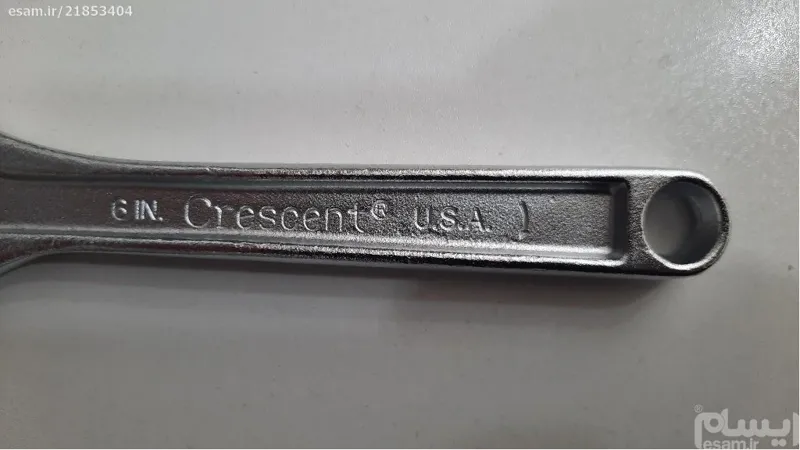 esam.ir/21853404
6 IN. Crescent® U.S.A. )
ایسام
esam.ir